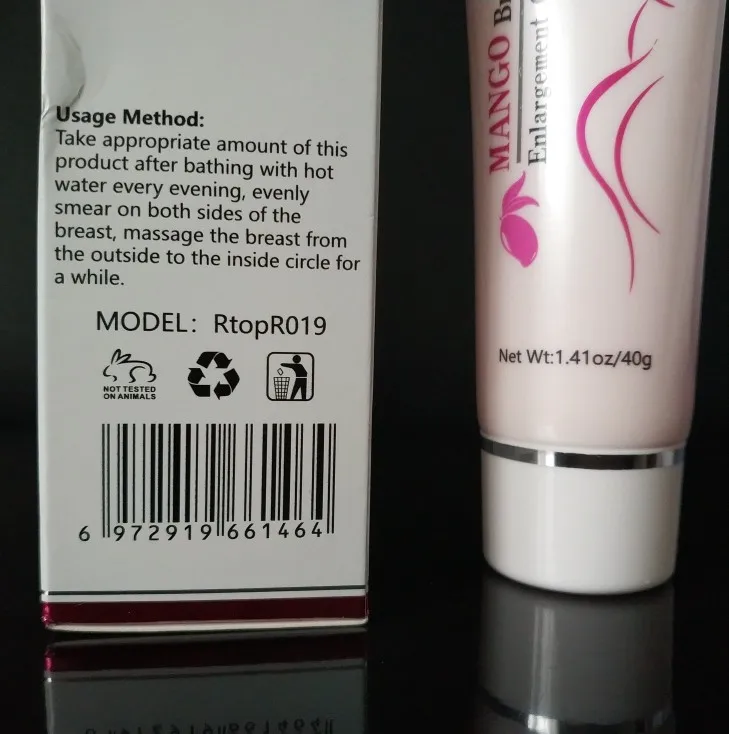 Usage Method:
Take appropriate amount of this
product after bathing with hot
water every evening, evenly
smear on both sides of the
breast, massage the breast from
the outside to the inside circle for
a while.
MODEL: RtopR019
NOT TESTED
ON ANIMALS
6 972919 661464
MANGO Br
Enlargement
Net Wt:1.41oz/40g